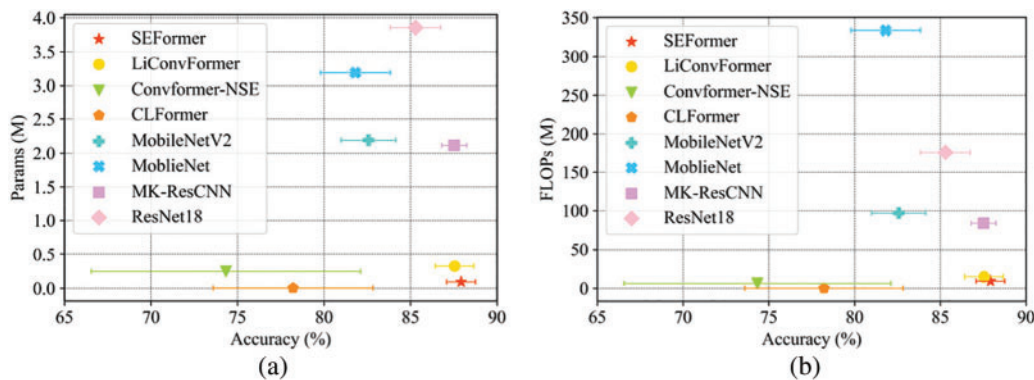 4.0
3.5
3.0
2.5
2.0
1.5
1.0
0.5
0.0
Params (M)
SEFormer
LiConvFormer
Convformer-NSE
CLFormer
MobileNetV2
MoblieNet
MK-ResCNN
ResNet18
65 70 75 80 85 90
Accuracy (%)
(a)
350
300
250
200
150
100
50
0
FLOPs (M)
SEFormer
LiConvFormer
Convformer-NSE
CLFormer
MobileNetV2
MoblieNet
MK-ResCNN
ResNet18
65 70 75 80 85 90
Accuracy (%)
(b)